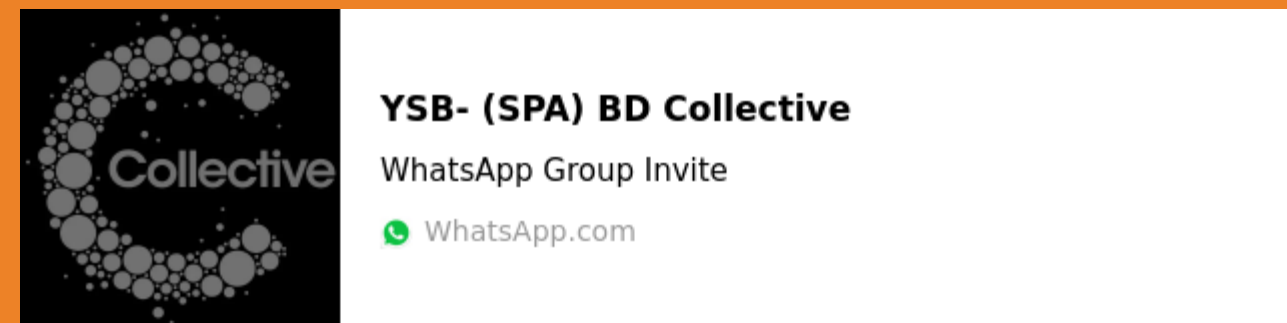 Collective
YSB- (SPA) BD Collective
WhatsApp Group Invite
WhatsApp.com